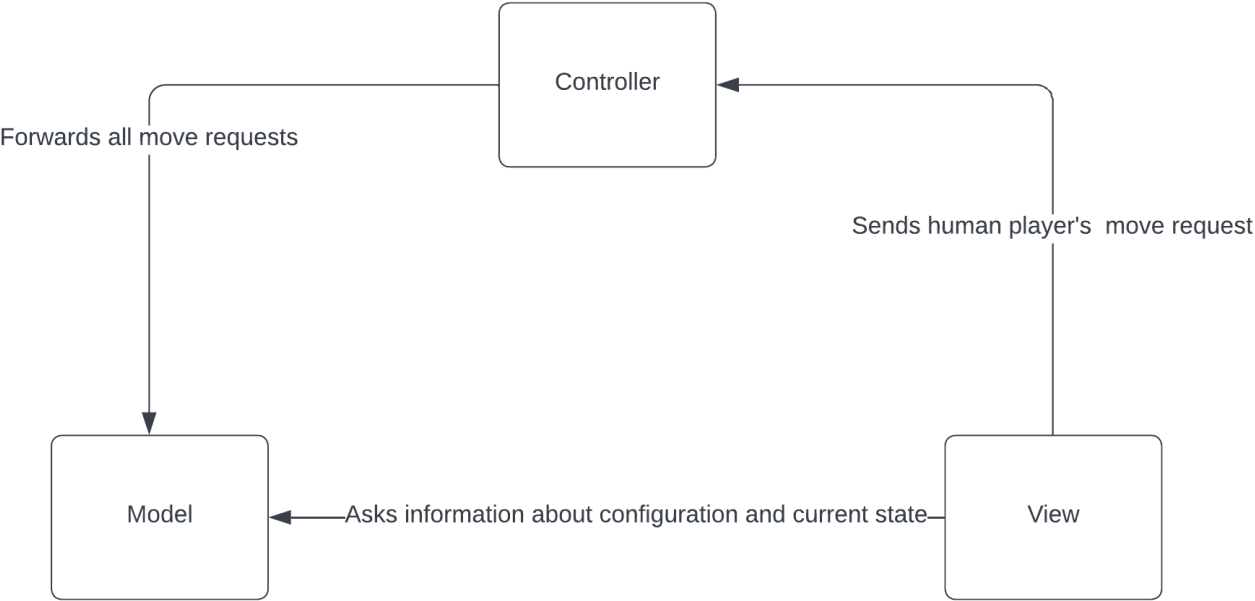 Controller
Forwards all move requests
Sends human player's  move request
Model
Asks information about configuration and current state
View